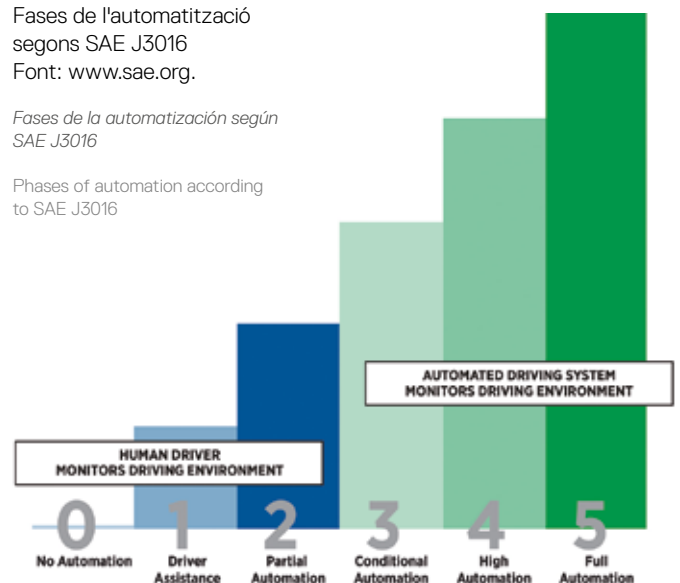 Fases de l'automatització
segons SAE J3016
Font: www.sae.org.
Fases de la automatización según
SAE J3016
Phases of automation according
to SAE J3016
AUTOMATED DRIVING SYSTEM
MONITORS DRIVING ENVIRONMENT
HUMAN DRIVER
MONITORS DRIVING ENVIRONMENT
0
No Automation
1
Driver
Assistance
2
Partial
Automation
3
Conditional
Automation
4
High
Automation
5
Full
Automation